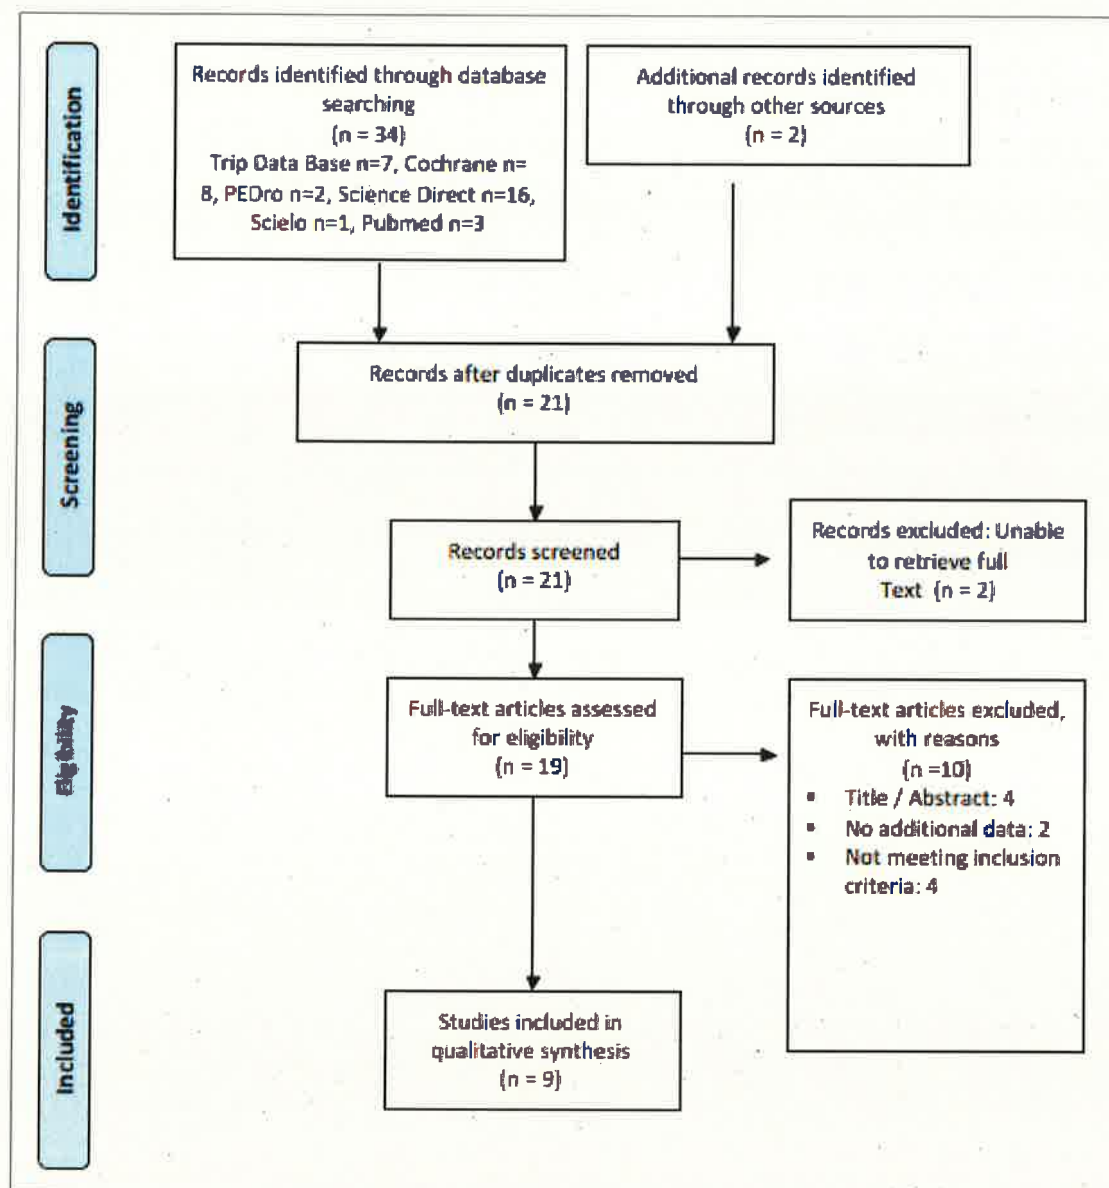 Identification
Records identified through database
searching
(n = 34)
Trip Data Base n=7, Cochrane n=
8, PEDro n=2, Science Direct n=16,
Scielo n=1, Pubmed n=3
Additional records identified
through other sources
(n = 2)
Screening
Records after duplicates removed
(n = 21)
Records screened
(n = 21)
Records excluded: Unable
to retrieve full
Text (n = 2)
Eligibility
Full-text articles assessed
for eligibility
(n = 19)
Full-text articles excluded,
with reasons
(n =10)
▪ Title / Abstract: 4
▪ No additional data: 2
▪ Not meeting inclusion
criteria: 4
Included
Studies included in
qualitative synthesis
(n = 9)